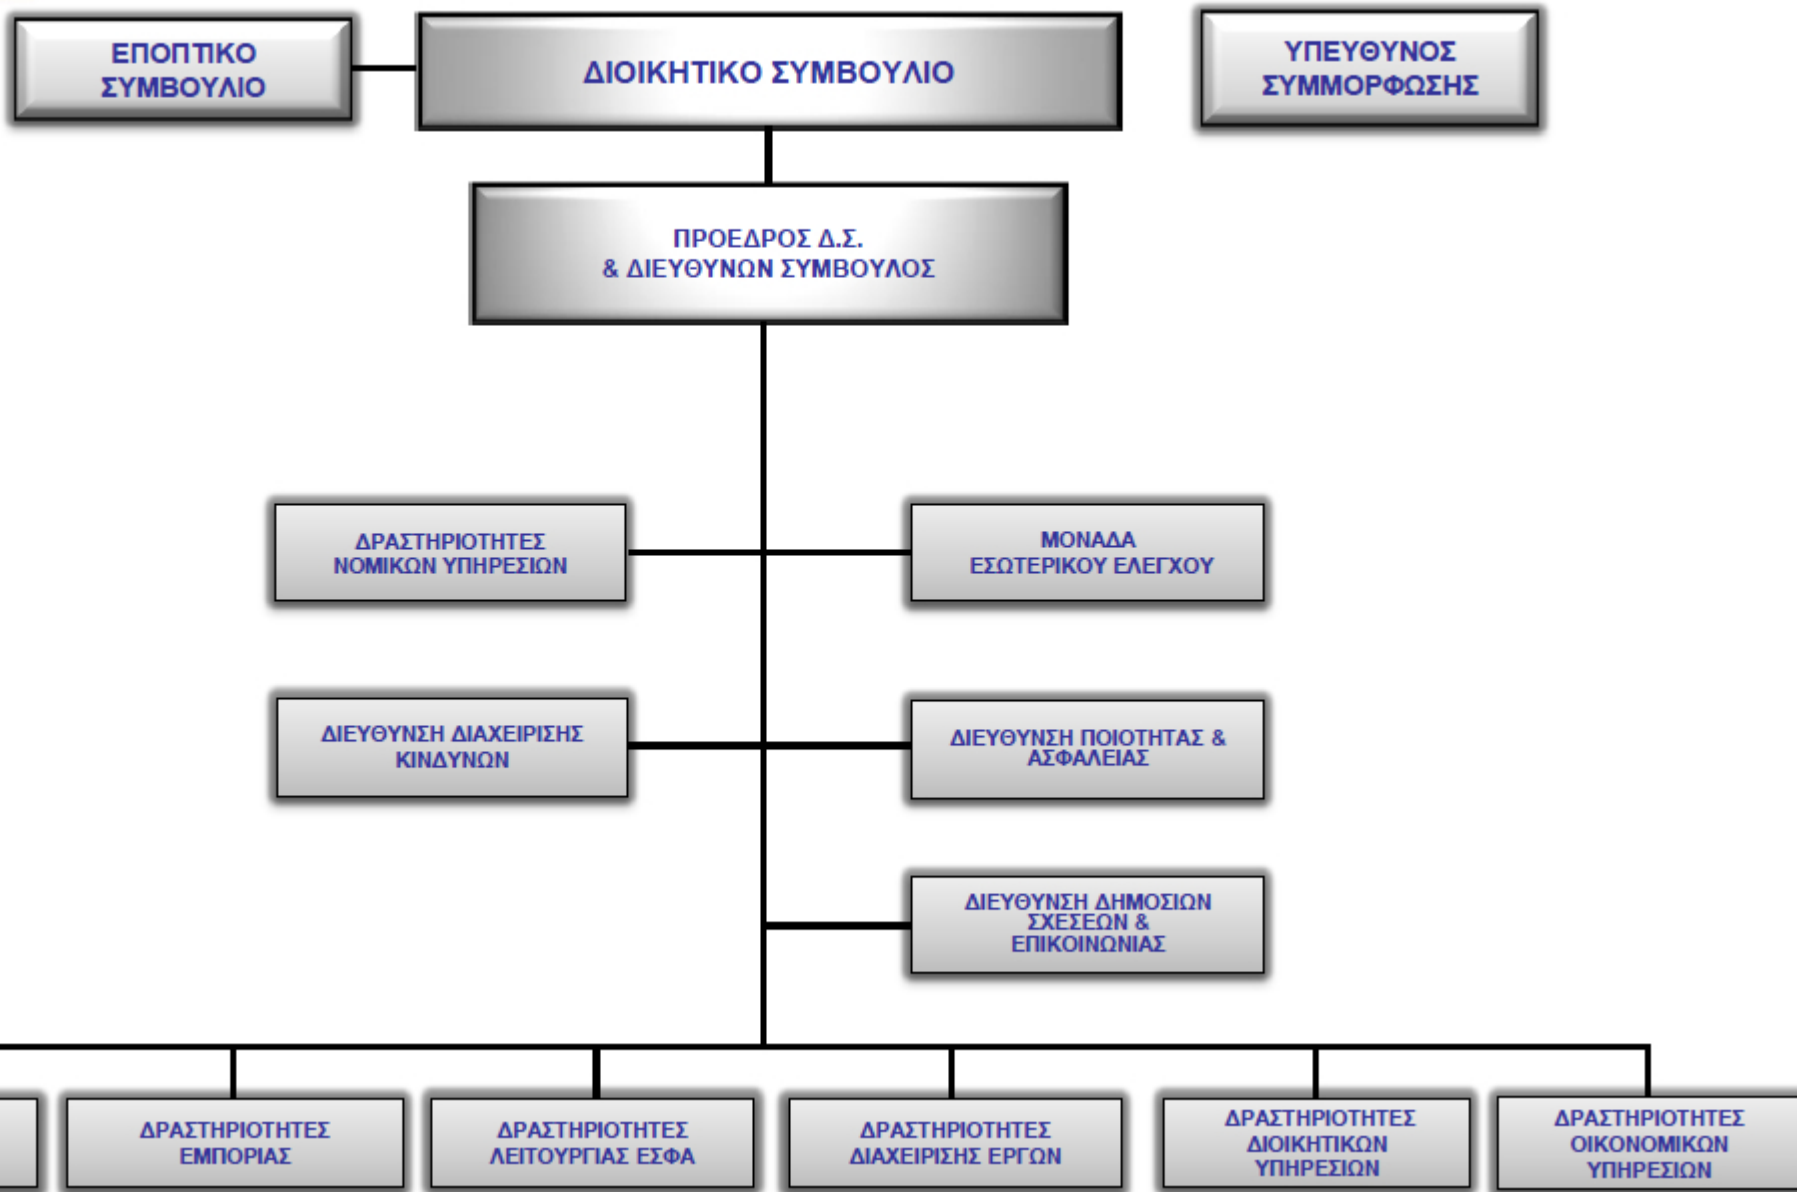 ΕΠΟΠΤΙΚΟ
ΣΥΜΒΟΥΛΙΟ
ΔΙΟΙΚΗΤΙΚΟ ΣΥΜΒΟΥΛΙΟ
ΥΠΕΥΘΥΝΟΣ
ΣΥΜΜΟΡΦΩΣΗΣ
ΠΡΟΕΔΡΟΣ Δ.Σ.
& ΔΙΕΥΘΥΝΩΝ ΣΥΜΒΟΥΛΟΣ
ΔΡΑΣΤΗΡΙΟΤΗΤΕΣ
ΝΟΜΙΚΩΝ ΥΠΗΡΕΣΙΩΝ
ΜΟΝΑΔΑ
ΕΣΩΤΕΡΙΚΟΥ ΕΛΕΓΧΟΥ
ΔΙΕΥΘΥΝΣΗ ΔΙΑΧΕΙΡΙΣΗΣ
ΚΙΝΔΥΝΩΝ
ΔΙΕΥΘΥΝΣΗ ΠΟΙΟΤΗΤΑΣ &
ΑΣΦΑΛΕΙΑΣ
ΔΙΕΥΘΥΝΣΗ ΔΗΜΟΣΙΩΝ
ΣΧΕΣΕΩΝ &
ΕΠΙΚΟΙΝΩΝΙΑΣ
ΔΡΑΣΤΗΡΙΟΤΗΤΕΣ
ΕΜΠΟΡΙΑΣ
ΔΡΑΣΤΗΡΙΟΤΗΤΕΣ
ΛΕΙΤΟΥΡΓΙΑΣ ΕΣΦΑ
ΔΡΑΣΤΗΡΙΟΤΗΤΕΣ
ΔΙΑΧΕΙΡΙΣΗΣ ΕΡΓΩΝ
ΔΡΑΣΤΗΡΙΟΤΗΤΕΣ
ΔΙΟΙΚΗΤΙΚΩΝ
ΥΠΗΡΕΣΙΩΝ
ΔΡΑΣΤΗΡΙΟΤΗΤΕΣ
ΟΙΚΟΝΟΜΙΚΩΝ
ΥΠΗΡΕΣΙΩΝ